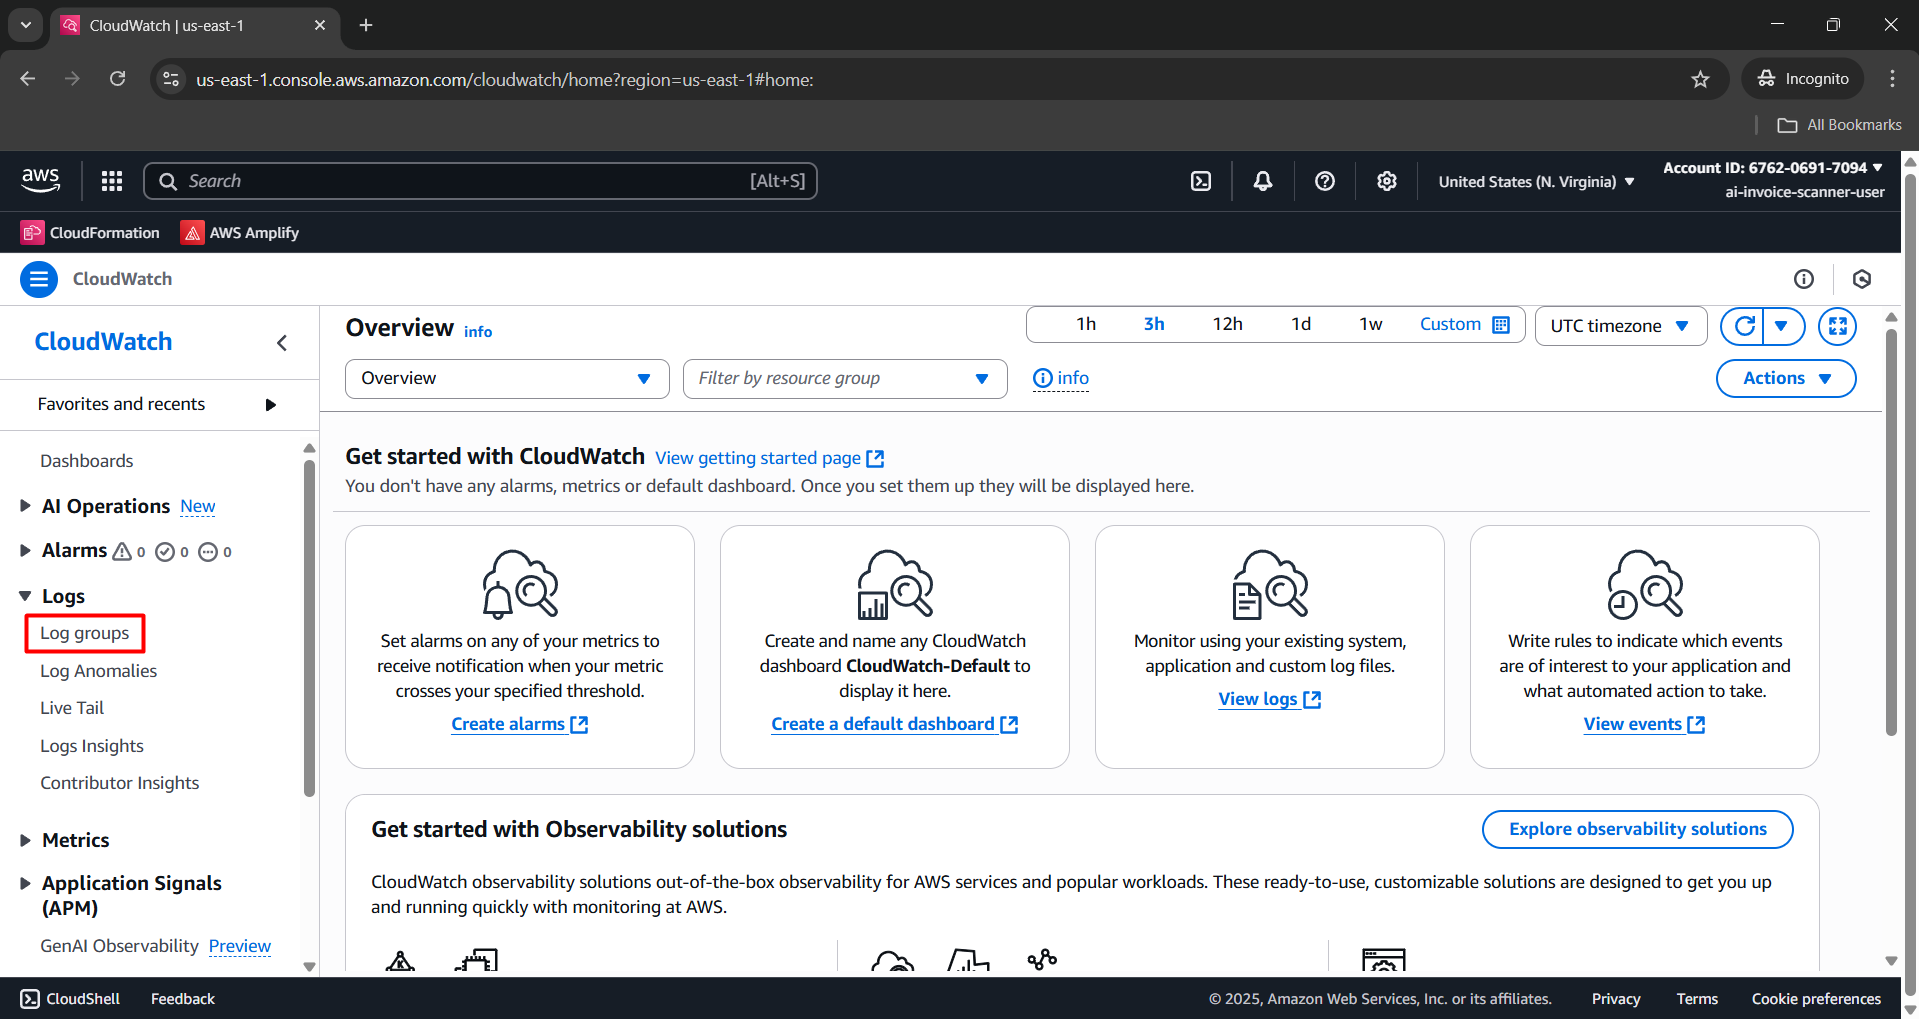 CloudWatch | us-east-1
us-east-1.console.aws.amazon.com/cloudwatch/home?region=us-east-1#home:
Incognito
All Bookmarks
aws
Search
[Alt+S]
United States (N. Virginia)
Account ID: 6762-0691-7094
ai-invoice-scanner-user
CloudFormation
AWS Amplify
CloudWatch
CloudWatch
Favorites and recents
Dashboards
AI Operations New
Alarms 0 0 0
Logs
Log groups
Log Anomalies
Live Tail
Logs Insights
Contributor Insights
Metrics
Application Signals
(APM)
GenAI Observability Preview
Overview info
1h 3h 12h 1d 1w Custom
UTC timezone
Overview
Filter by resource group
info
Actions
Get started with CloudWatch View getting started page
You don't have any alarms, metrics or default dashboard. Once you set them up they will be displayed here.
Set alarms on any of your metrics to
receive notification when your metric
crosses your specified threshold.
Create alarms
Create and name any CloudWatch
dashboard CloudWatch-Default to
display it here.
Create a default dashboard
Monitor using your existing system,
application and custom log files.
View logs
Write rules to indicate which events
are of interest to your application and
what automated action to take.
View events
Get started with Observability solutions
Explore observability solutions
CloudWatch observability solutions out-of-the-box observability for AWS services and popular workloads. These ready-to-use, customizable solutions are designed to get you up
and running quickly with monitoring at AWS.
CloudShell
Feedback
© 2025, Amazon Web Services, Inc. or its affiliates.
Privacy
Terms
Cookie preferences